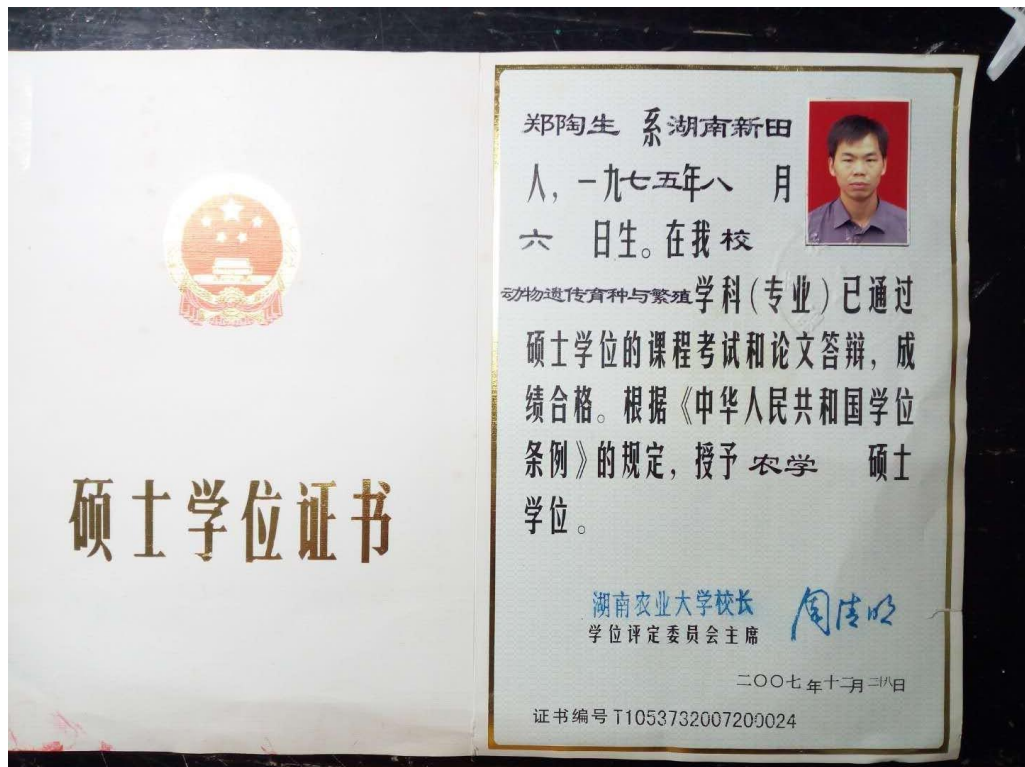 硕士学位证书
郑陶生 系湖南新田
人，一九七五年八 月
六 日生。在我校
动物遗传育种与繁殖学科（专业）已通过
硕士学位的课程考试和论文答辩，成
绩合格。根据《中华人民共和国学位
条例》的规定，授予 农学 硕士
学位。
湖南农业大学校长 周清明
学位评定委员会主席
二〇〇七年十二月二十八日
证书编号 T1053732007200024